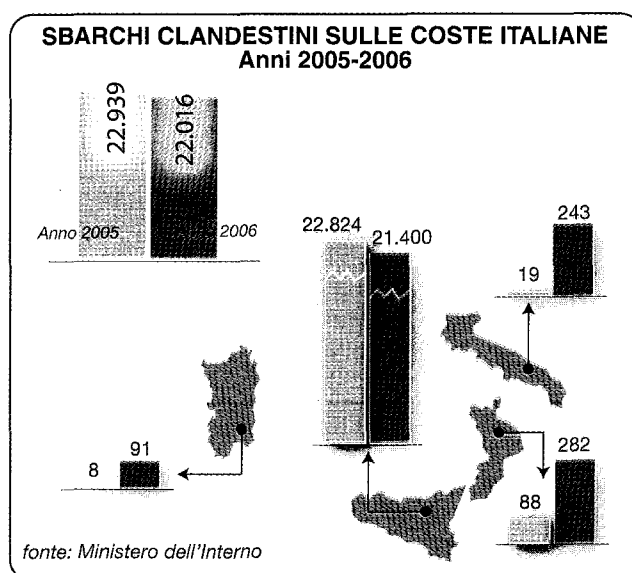 SBARCHI CLANDESTINI SULLE COSTE ITALIANE
Anni 2005-2006
22.939
22.016
Anno 2005
2006
22.824
21.400
19
243
8
91
88
282
fonte: Ministero dell'Interno